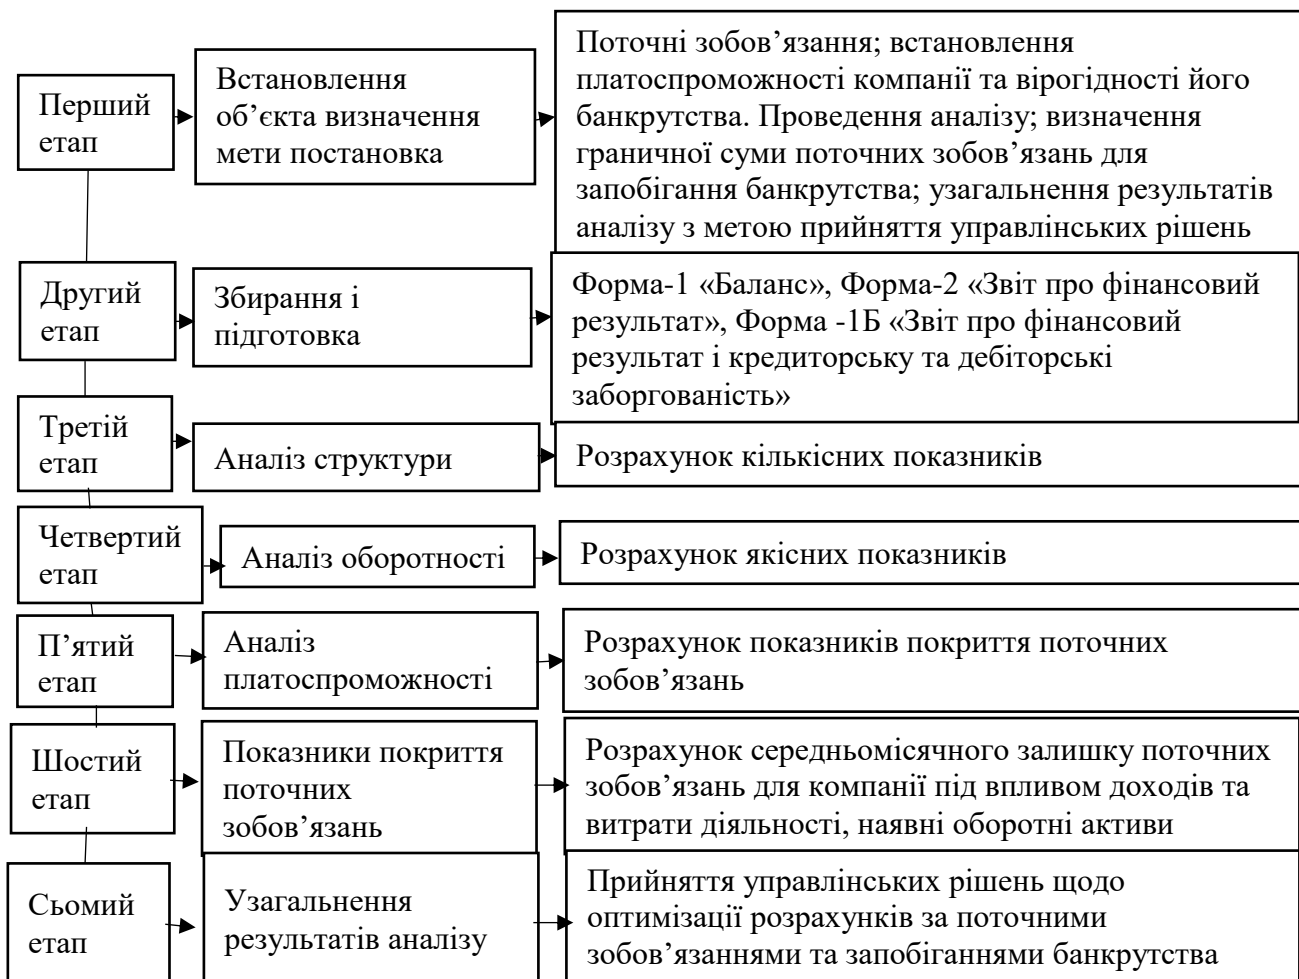 Перший
етап
Встановлення
об’єкта визначення
мети постановка
Поточні зобов’язання; встановлення
платоспроможності компанії та вірогідності його
банкрутства. Проведення аналізу; визначення
граничної суми поточних зобов’язань для
запобігання банкрутства; узагальнення результатів
аналізу з метою прийняття управлінських рішень
Другий
етап
Збирання і
підготовка
Форма-1 «Баланс», Форма-2 «Звіт про фінансовий
результат», Форма -1Б «Звіт про фінансовий
результат і кредиторську та дебіторські
заборгованість»
Третій
етап
Аналіз структури
Розрахунок кількісних показників
Четвертий
етап
Аналіз оборотності
Розрахунок якісних показників
П’ятий
етап
Аналіз
платоспроможності
Розрахунок показників покриття поточних
зобов’язань
Шостий
етап
Показники покриття
поточних
зобов’язань
Розрахунок середньомісячного залишку поточних
зобов’язань для компанії під впливом доходів та
витрати діяльності, наявні оборотні активи
Сьомий
етап
Узагальнення
результатів аналізу
Прийняття управлінських рішень щодо
оптимізації розрахунків за поточними
зобов’язаннями та запобіганнями банкрутства